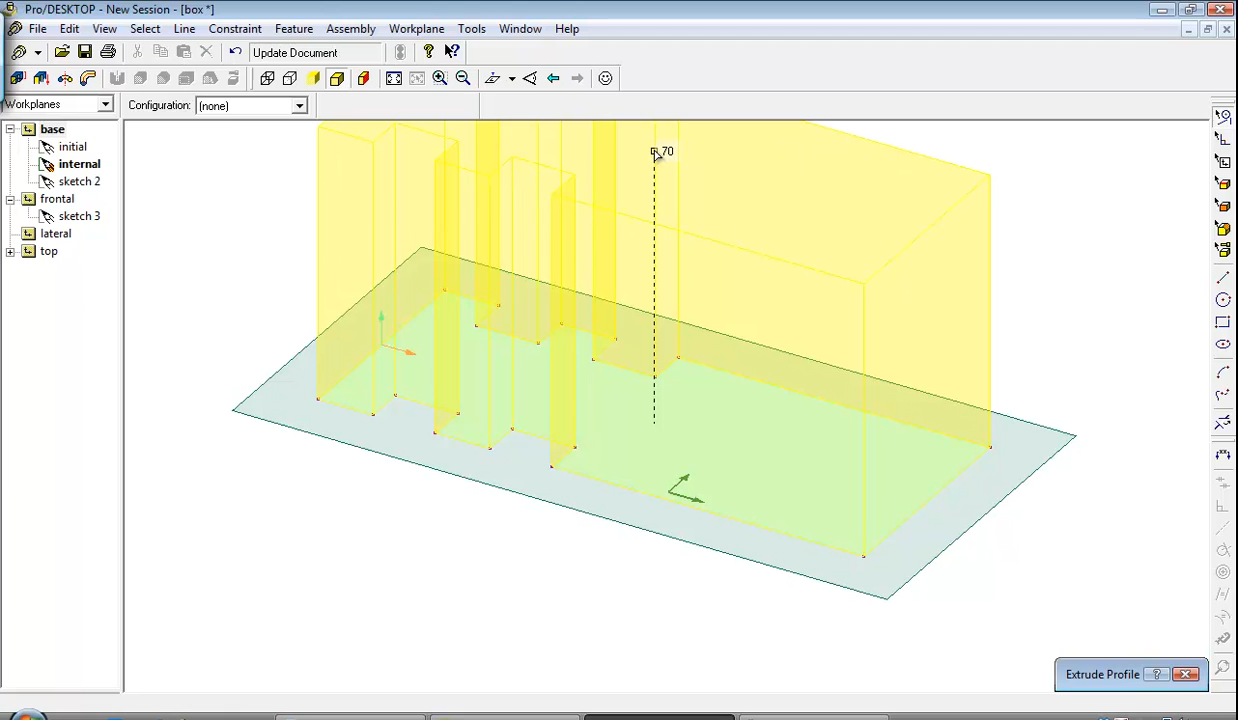 Pro/DESKTOP - New Session - [box *]
File Edit View Select Line Constraint Feature Assembly Workplane Tools Window Help
Update Document
Workplanes Configuration: (none)
base
initial
internal
sketch 2
frontal
sketch 3
lateral
top
70
Extrude Profile